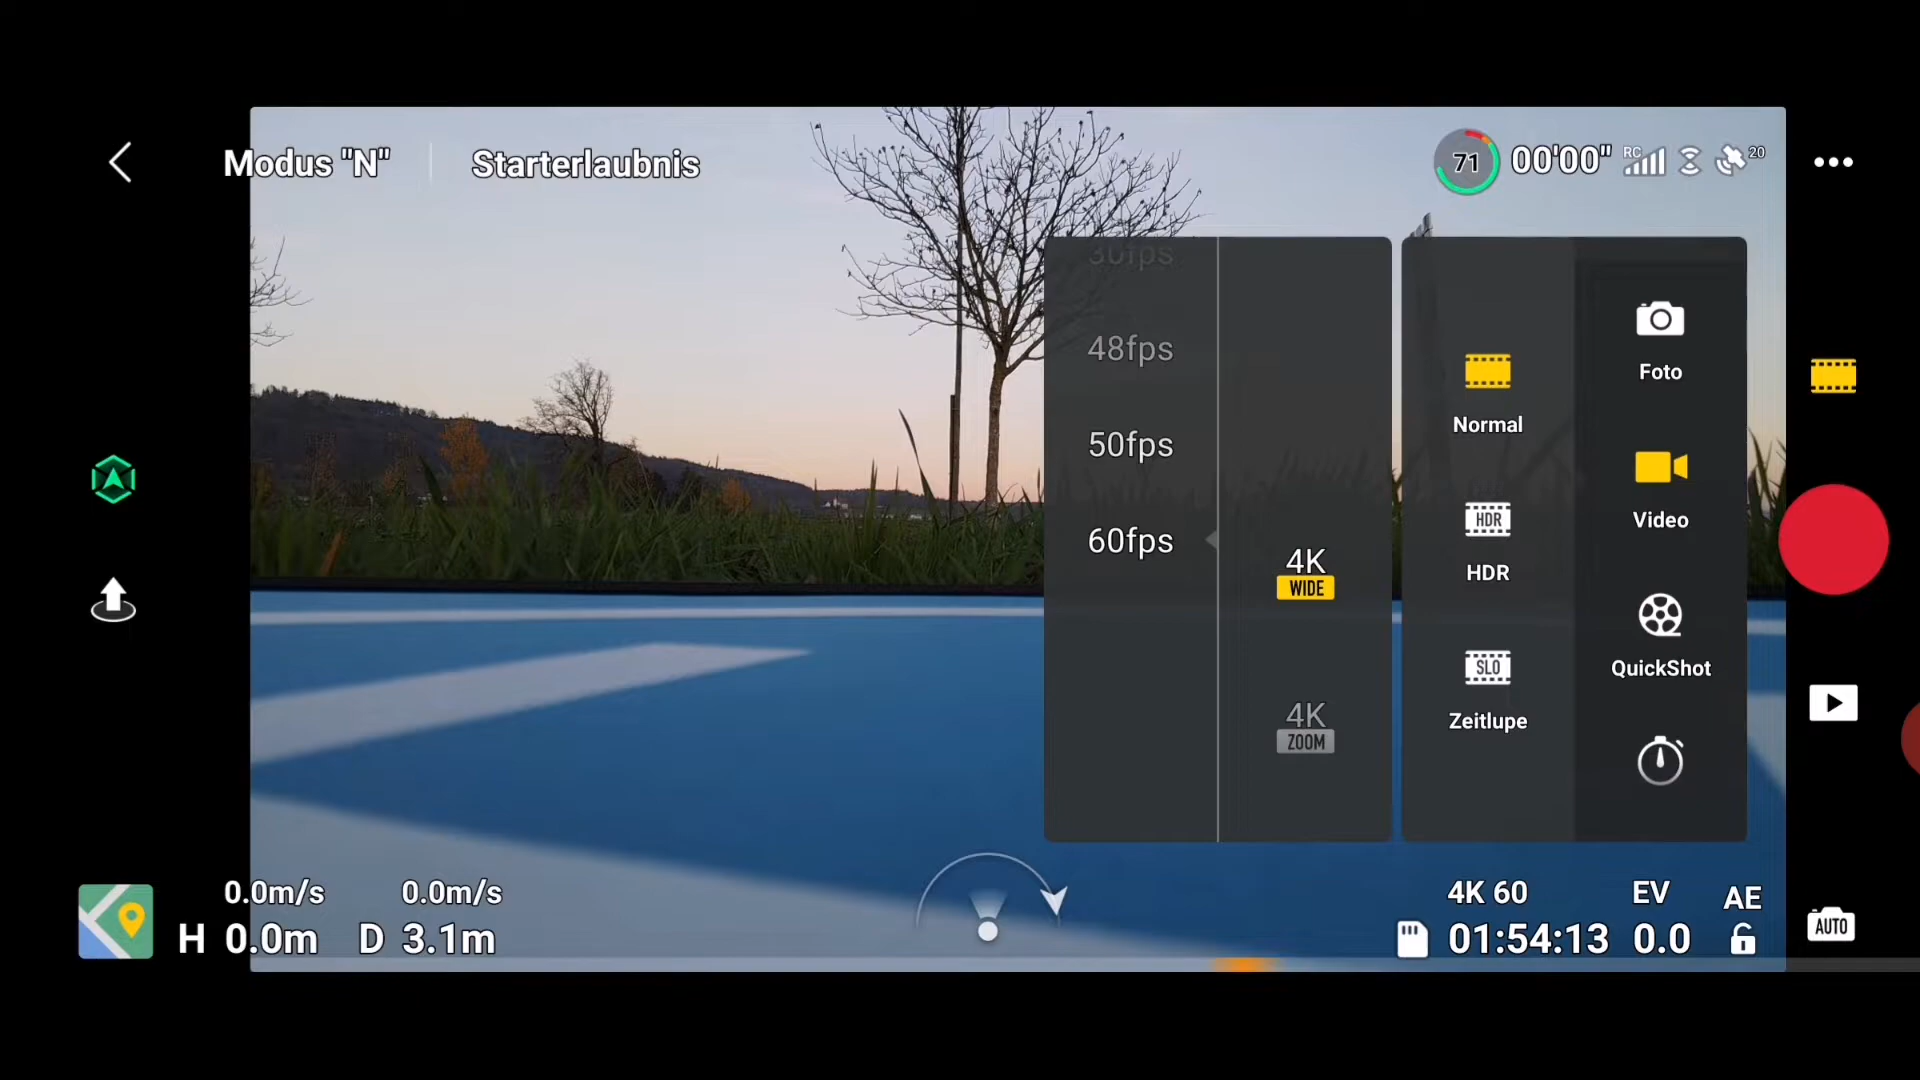 Modus "N"
Starterlaubnis
71
00'00"
RC
20
30fps
48fps
50fps
60fps
4K
WIDE
4K
ZOOM
Normal
HDR
HDR
SLO
Zeitlupe
Foto
Video
QuickShot
0.0m/s
0.0m/s
H 0.0m
D 3.1m
4K 60
01:54:13
EV
0.0
AE
AUTO